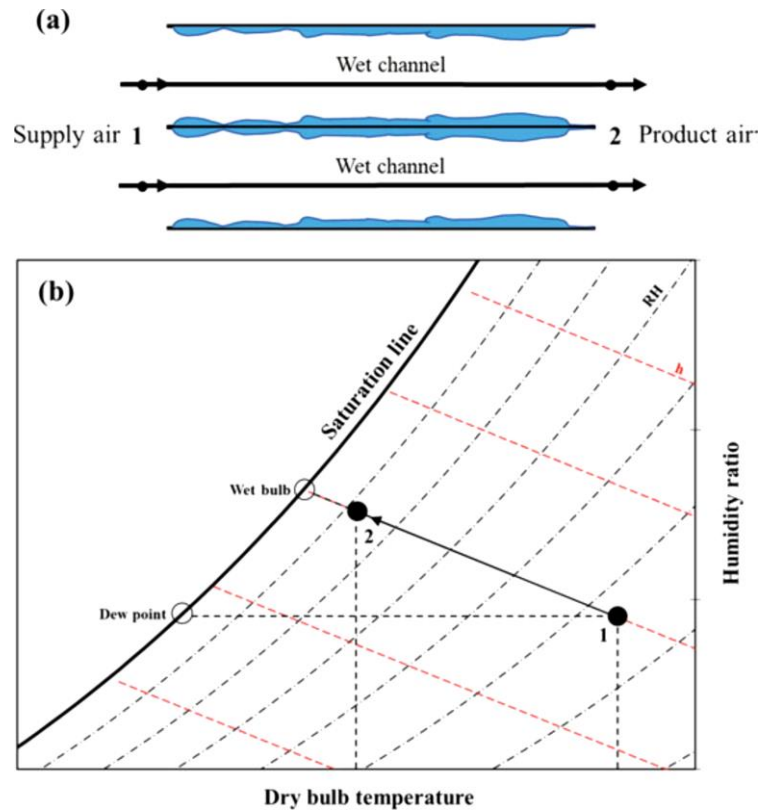 (a)
Wet channel
Supply air 1
2 Product air
Wet channel
(b)
RH
h
Saturation line
Wet bulb
2
Dew point
1
Humidity ratio
Dry bulb temperature